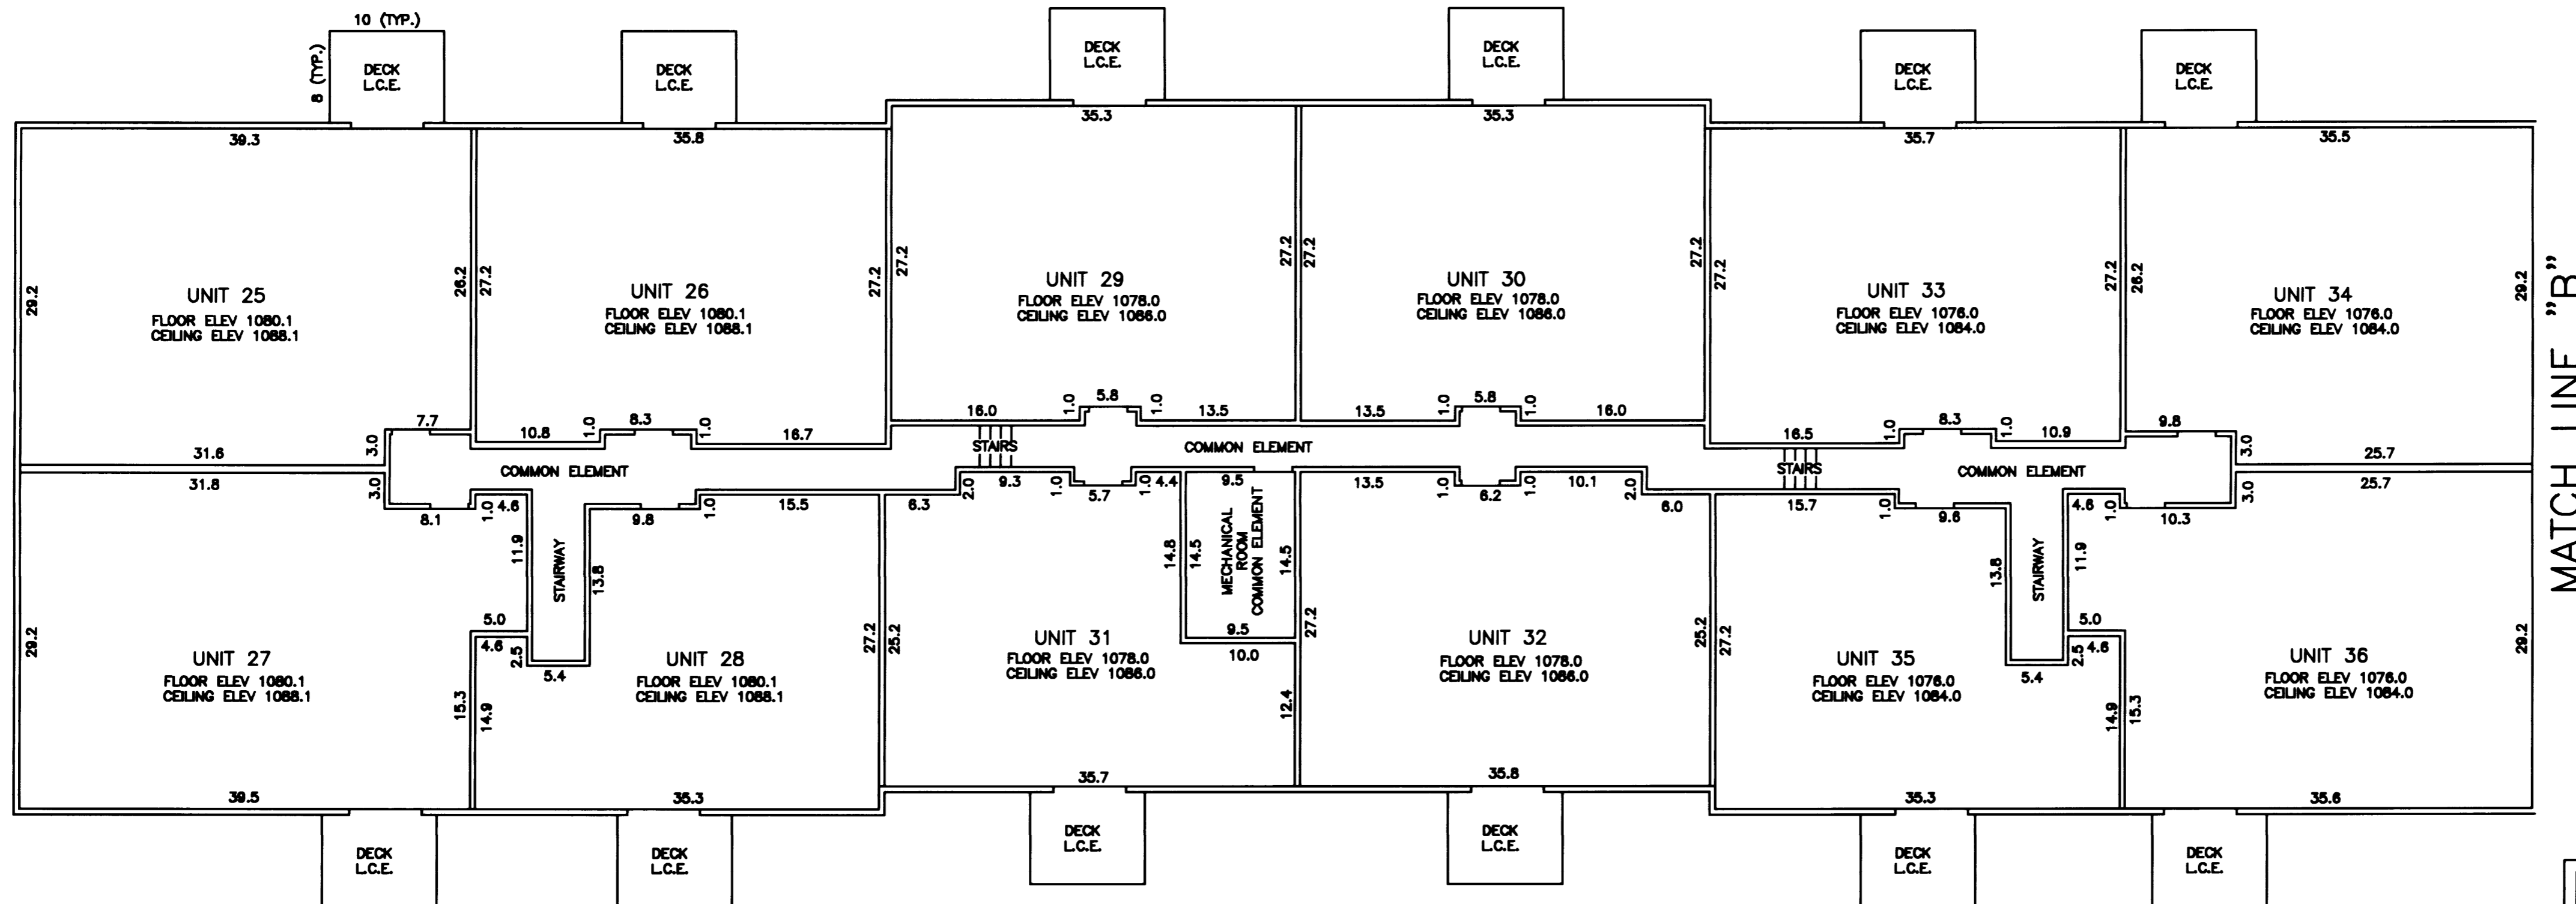 10 (TYP.)
8 (TYP.)
DECK
L.C.E.
DECK
L.C.E.
DECK
L.C.E.
DECK
L.C.E.
DECK
L.C.E.
DECK
L.C.E.
39.3
35.8
35.3
35.3
35.7
35.5
29.2
26.2
27.2
27.2
27.2
27.2
27.2
27.2
27.2
27.2
26.2
29.2
UNIT 25
FLOOR ELEV 1080.1
CEILING ELEV 1088.1
UNIT 26
FLOOR ELEV 1080.1
CEILING ELEV 1088.1
UNIT 29
FLOOR ELEV 1078.0
CEILING ELEV 1086.0
UNIT 30
FLOOR ELEV 1078.0
CEILING ELEV 1086.0
UNIT 33
FLOOR ELEV 1076.0
CEILING ELEV 1084.0
UNIT 34
FLOOR ELEV 1076.0
CEILING ELEV 1084.0
MATCH LINE "B"
31.6
3.0
7.7
10.8
1.0
8.3
1.0
16.7
16.0
1.0
5.8
1.0
13.5
13.5
1.0
5.8
1.0
16.0
16.5
1.0
8.3
1.0
10.9
9.8
3.0
25.7
COMMON ELEMENT
STAIRS
COMMON ELEMENT
STAIRS
COMMON ELEMENT
31.8
3.0
8.1
1.0
4.6
11.9
STAIRWAY
13.8
9.8
1.0
15.5
6.3
2.0
9.3
1.0
5.7
1.0
4.4
9.5
14.8
14.5
MECHANICAL
ROOM
COMMON ELEMENT
14.5
9.5
10.0
13.5
1.0
6.2
1.0
10.1
2.0
6.0
15.7
1.0
9.6
13.8
STAIRWAY
11.9
4.6
1.0
10.3
3.0
25.7
29.2
5.0
4.6
2.5
5.4
15.3
14.9
27.2
25.2
12.4
27.2
25.2
27.2
5.4
2.5
5.0
4.6
14.9
15.3
29.2
UNIT 27
FLOOR ELEV 1080.1
CEILING ELEV 1088.1
UNIT 28
FLOOR ELEV 1080.1
CEILING ELEV 1088.1
UNIT 31
FLOOR ELEV 1078.0
CEILING ELEV 1086.0
UNIT 32
FLOOR ELEV 1078.0
CEILING ELEV 1086.0
UNIT 35
FLOOR ELEV 1076.0
CEILING ELEV 1084.0
UNIT 36
FLOOR ELEV 1076.0
CEILING ELEV 1084.0
39.5
35.3
35.7
35.8
35.3
35.6
DECK
L.C.E.
DECK
L.C.E.
DECK
L.C.E.
DECK
L.C.E.
DECK
L.C.E.
DECK
L.C.E.